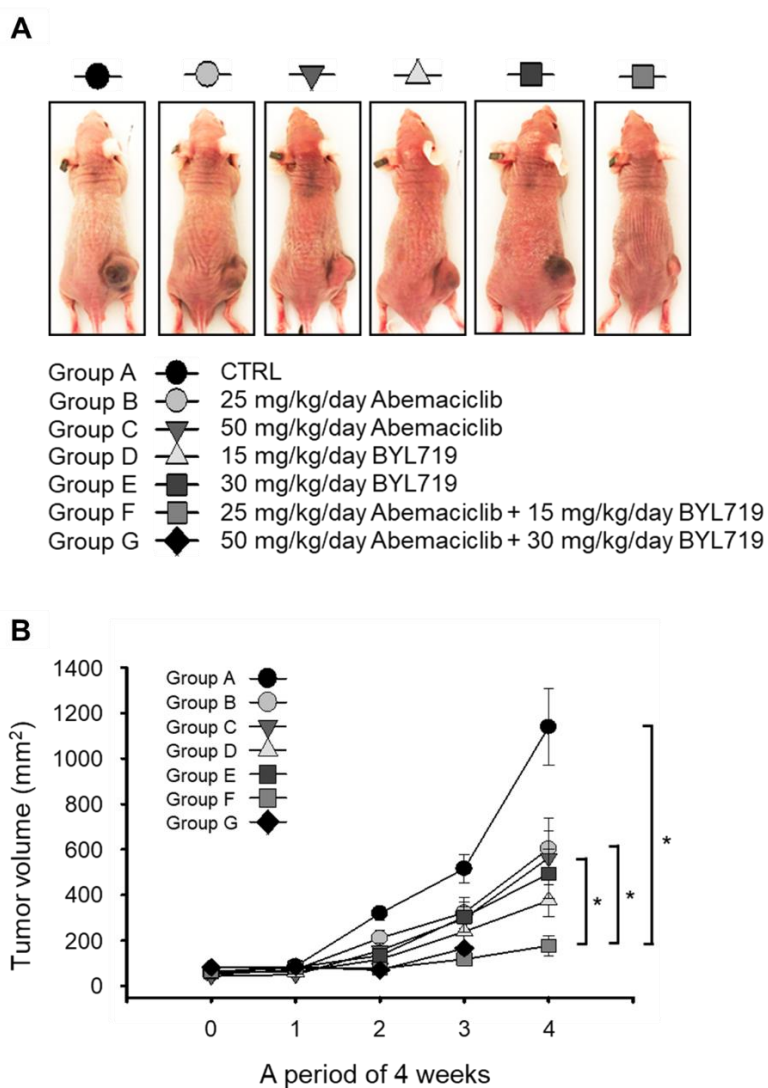 A
Group A CTRL
Group B 25 mg/kg/day Abemaciclib
Group C 50 mg/kg/day Abemaciclib
Group D 15 mg/kg/day BYL719
Group E 30 mg/kg/day BYL719
Group F 25 mg/kg/day Abemaciclib + 15 mg/kg/day BYL719
Group G 50 mg/kg/day Abemaciclib + 30 mg/kg/day BYL719
B
Tumor volume (mm²)
1400
1200
1000
800
600
400
200
0
Group A
Group B
Group C
Group D
Group E
Group F
Group G
*
*
*
0 1 2 3 4
A period of 4 weeks